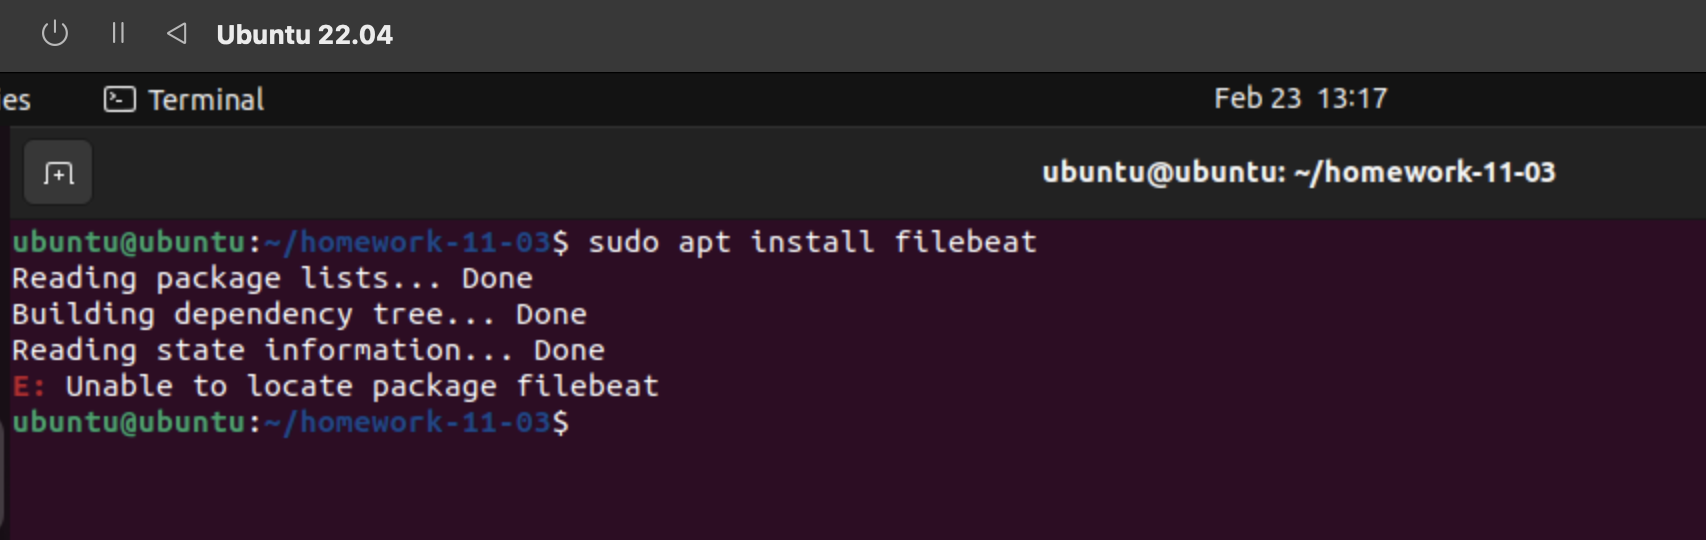 Ubuntu 22.04
ies
Terminal
Feb 23 13:17
ubuntu@ubuntu: ~/homework-11-03
ubuntu@ubuntu:~/homework-11-03$ sudo apt install filebeat
Reading package lists... Done
Building dependency tree... Done
Reading state information... Done
E: Unable to locate package filebeat
ubuntu@ubuntu:~/homework-11-03$